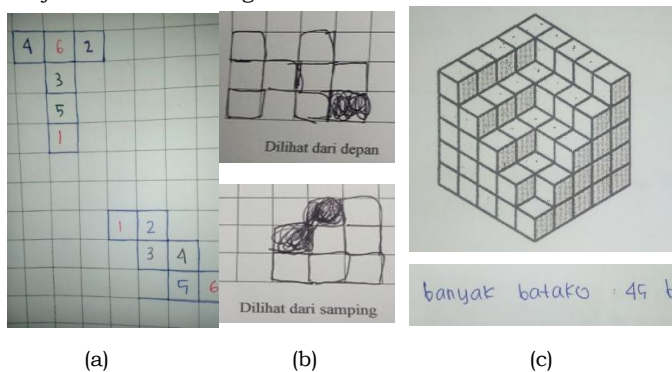 4 6 2
3
5
1
1 2
3 4
5 6
Dilihat dari depan
Dilihat dari samping
banyak batako : 45
(a) (b) (c)